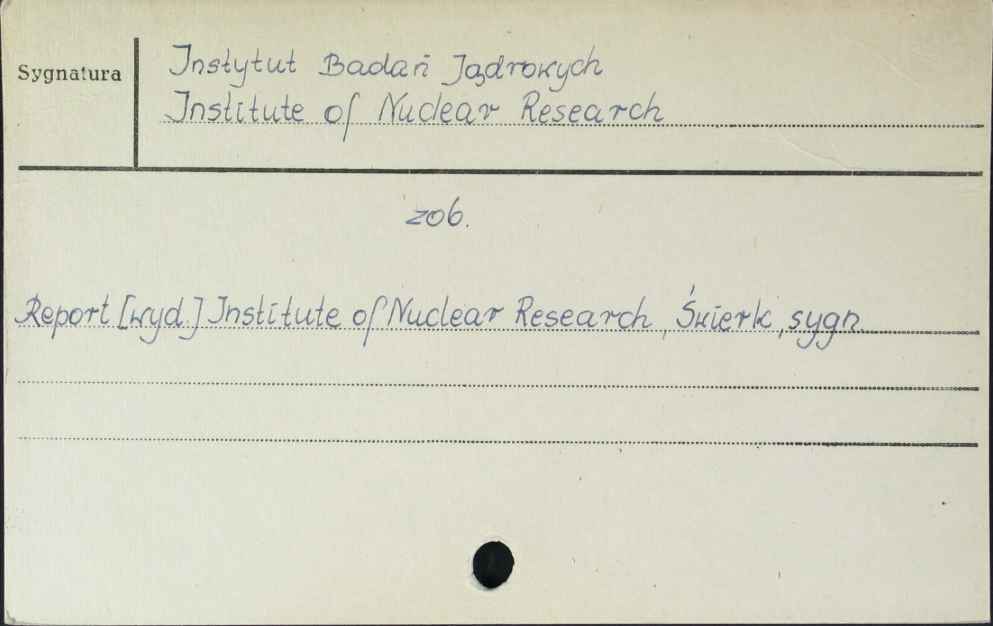 Sygnatura
Instytut Badań Jądrowych
Institute of Nuclear Research
zob.
Report [wyd.] Institute of Nuclear Research, Świerk, sygn.